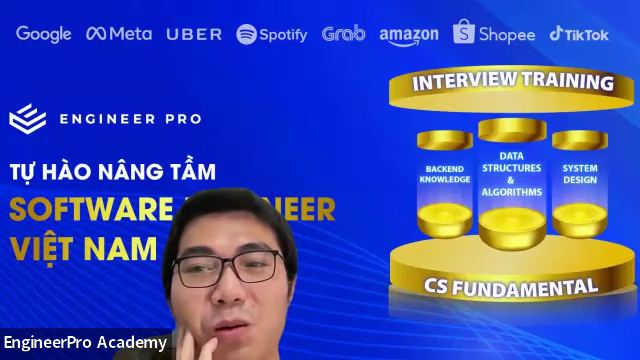 Google Meta UBER Spotify Grab amazon Shopee TikTok
ENGINEER PRO
TỰ HÀO NÂNG TẦM
SOFTWARE ENGINEER
VIỆT NAM
INTERVIEW TRAINING
BACKEND
KNOWLEDGE
DATA
STRUCTURES
&
ALGORITHMS
SYSTEM
DESIGN
CS FUNDAMENTAL
EngineerPro Academy